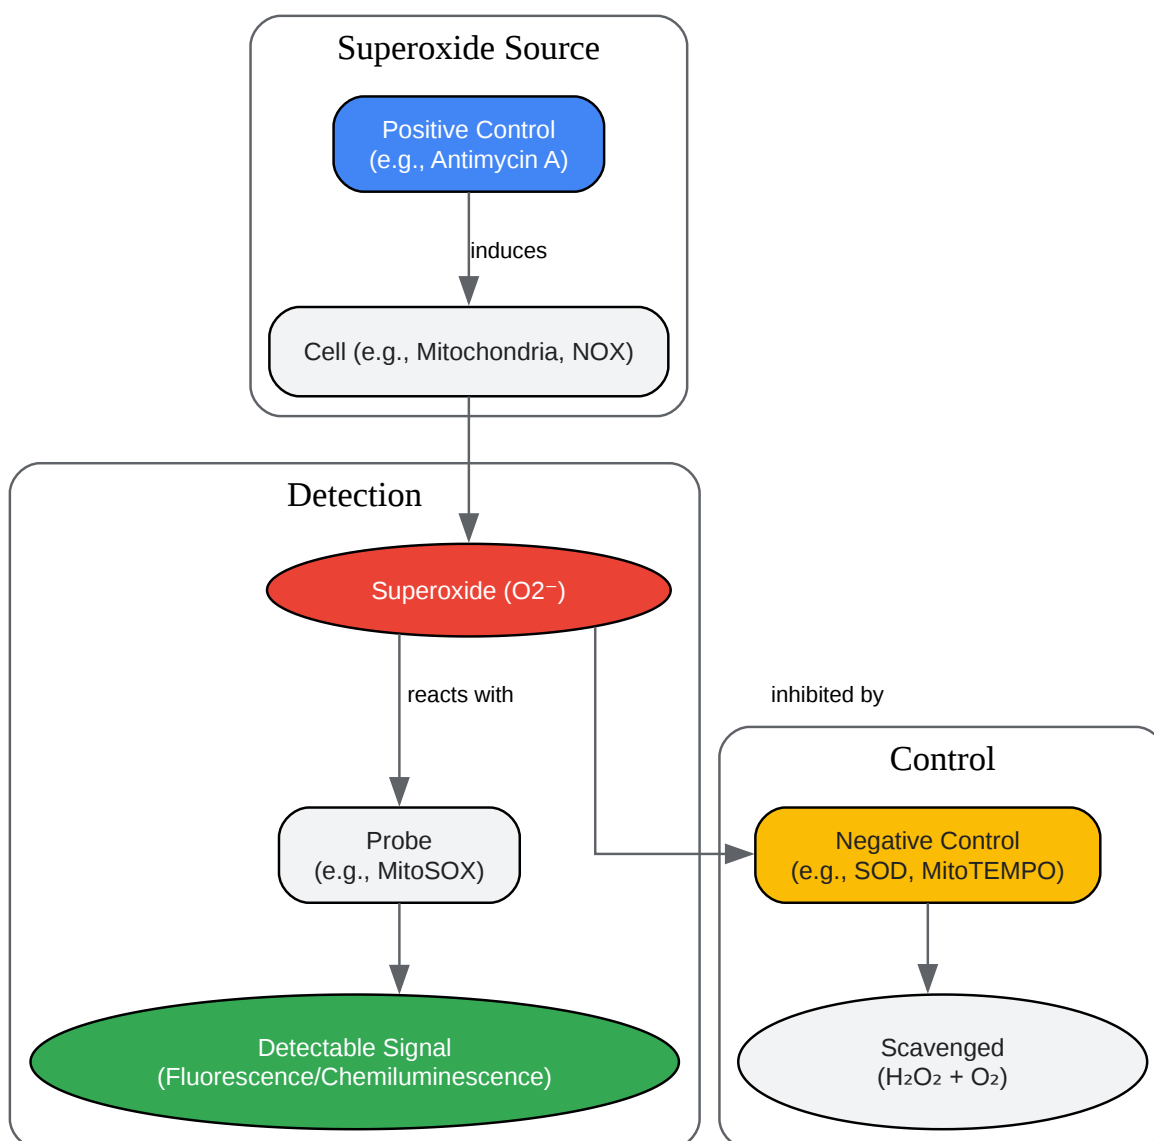 Superoxide Source
Positive Control
(e.g., Antimycin A)
induces
Cell (e.g., Mitochondria, NOX)
Detection
Superoxide (O2⁻)
reacts with
inhibited by
Control
Probe
(e.g., MitoSOX)
Negative Control
(e.g., SOD, MitoTEMPO)
Detectable Signal
(Fluorescence/Chemiluminescence)
Scavenged
(H₂O₂ + O₂)